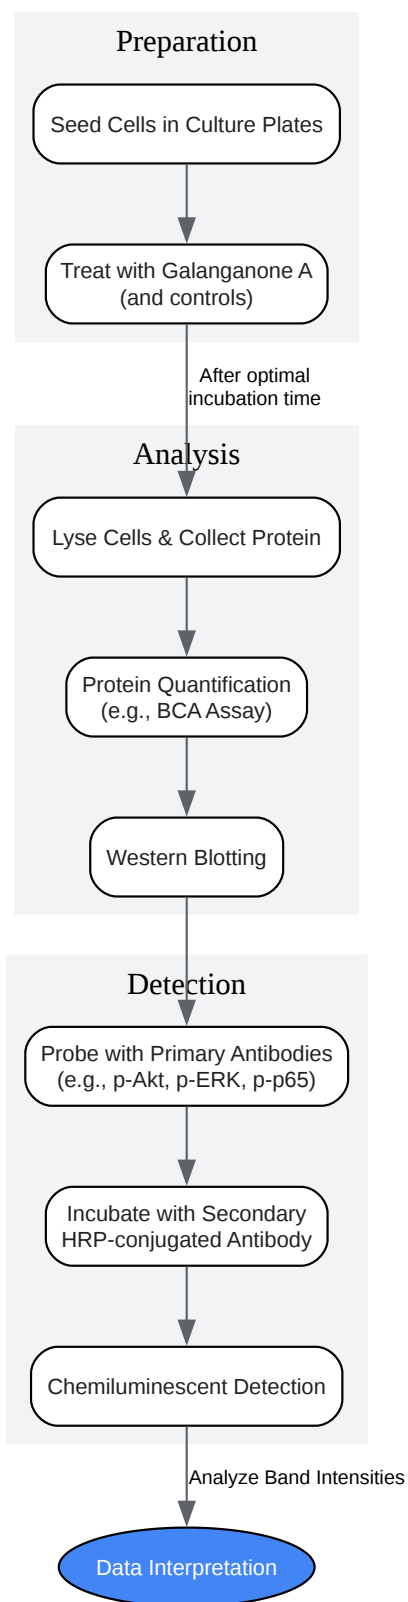 Preparation
Seed Cells in Culture Plates
Treat with Galanganone A
(and controls)
After optimal
incubation time
Analysis
Lyse Cells & Collect Protein
Protein Quantification
(e.g., BCA Assay)
Western Blotting
Detection
Probe with Primary Antibodies
(e.g., p-Akt, p-ERK, p-p65)
Incubate with Secondary
HRP-conjugated Antibody
Chemiluminescent Detection
Analyze Band Intensities
Data Interpretation